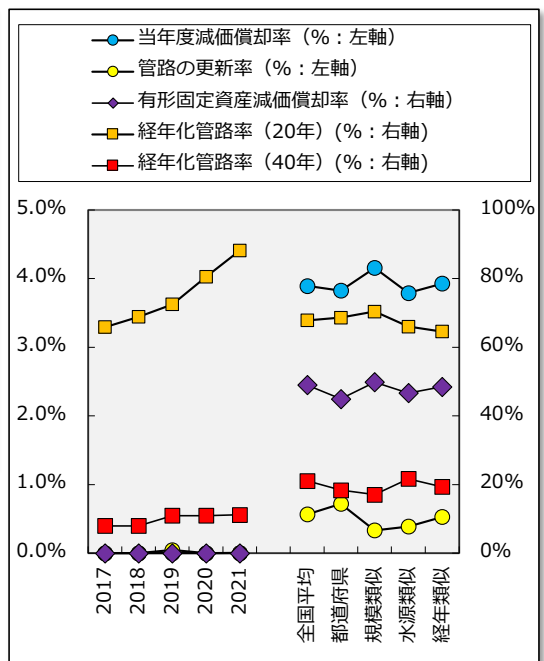 当年度減価償却率（%：左軸）
管路の更新率（%：左軸）
有形固定資産減価償却率（%：右軸）
経年化管路率（20年）(%：右軸)
経年化管路率（40年）(%：右軸)
5.0% 100%
4.0% 80%
3.0% 60%
2.0% 40%
1.0% 20%
0.0% 0%
2017
2018
2019
2020
2021
全国平均
都道府県
規模類似
水源類似
経年類似